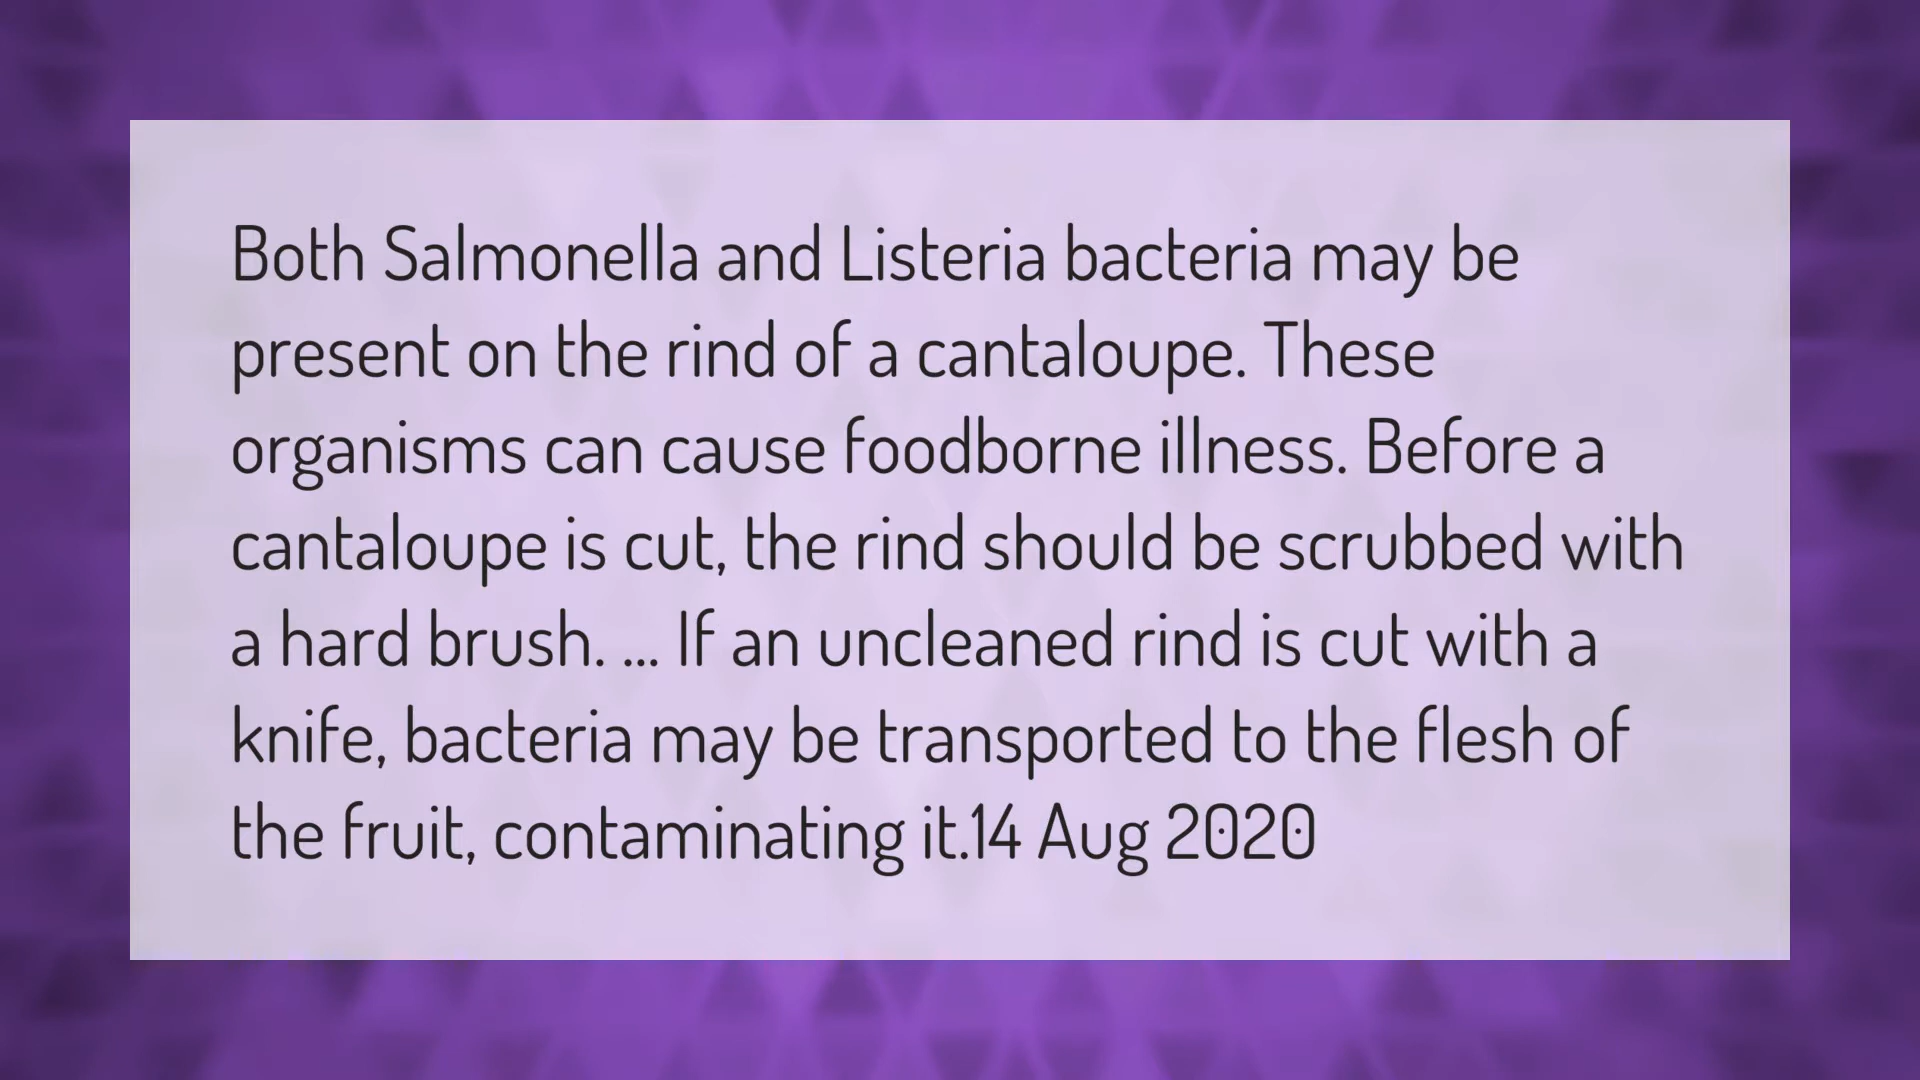 Both Salmonella and Listeria bacteria may be
present on the rind of a cantaloupe. These
organisms can cause foodborne illness. Before a
cantaloupe is cut, the rind should be scrubbed with
a hard brush. ... If an uncleaned rind is cut with a
knife, bacteria may be transported to the flesh of
the fruit, contaminating it.14 Aug 2020